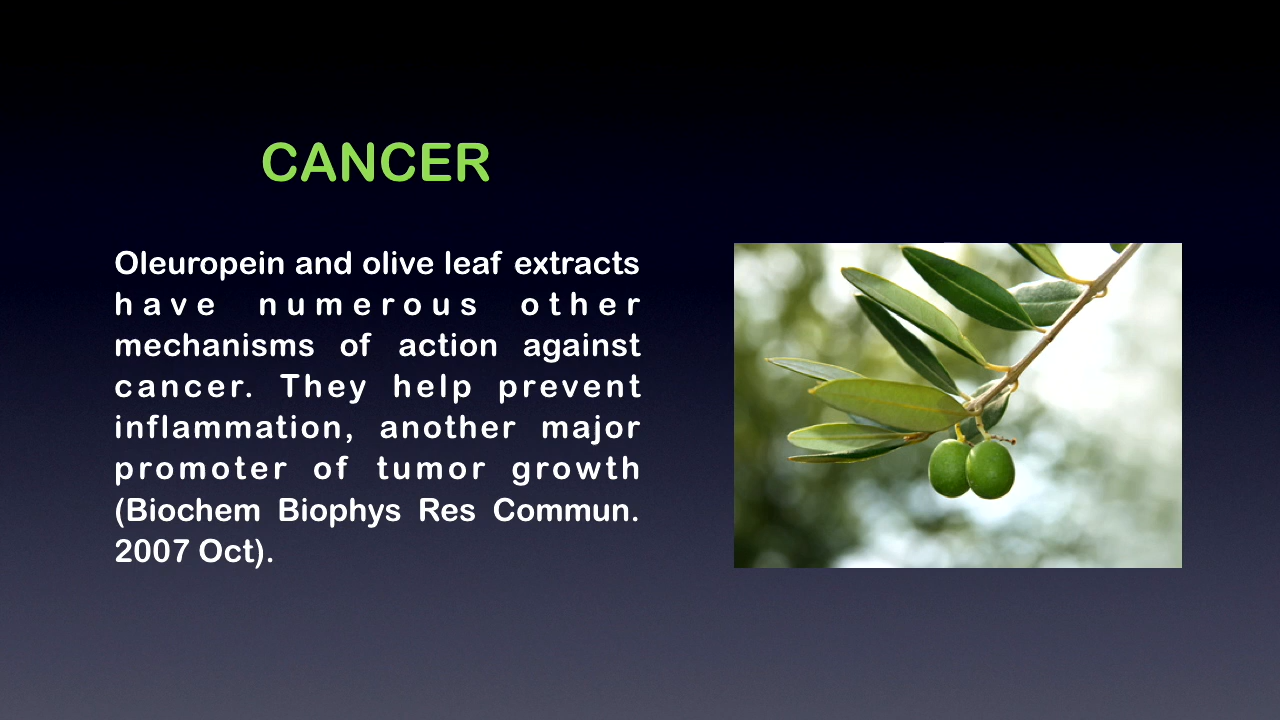 CANCER
Oleuropein and olive leaf extracts
have numerous other
mechanisms of action against
cancer. They help prevent
inflammation, another major
promoter of tumor growth
(Biochem Biophys Res Commun.
2007 Oct).